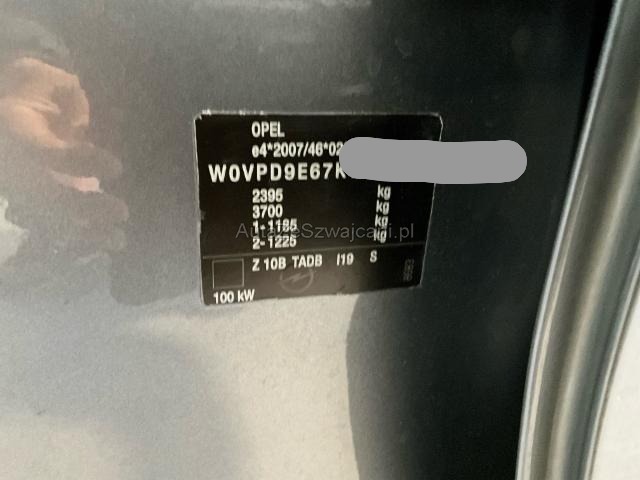 OPEL
e4*2007/46*02
W0VPD9E67K
2395 kg
3700 kg
1-1185 kg
2-1225 kg
AutazeSzwajcarii.pl
Z 10B TADB I19 S
100 kW